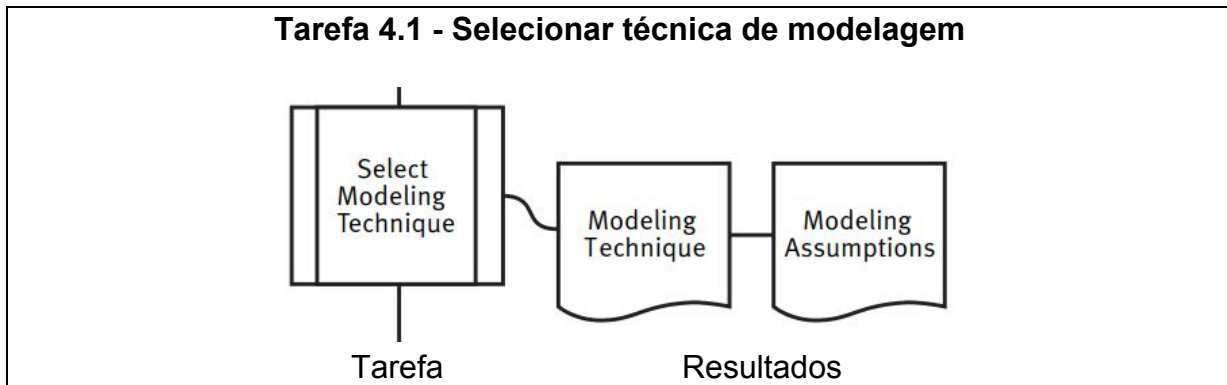 Tarefa 4.1 - Selecionar técnica de modelagem
Select
Modeling
Technique
Modeling
Technique
Modeling
Assumptions
Tarefa
Resultados